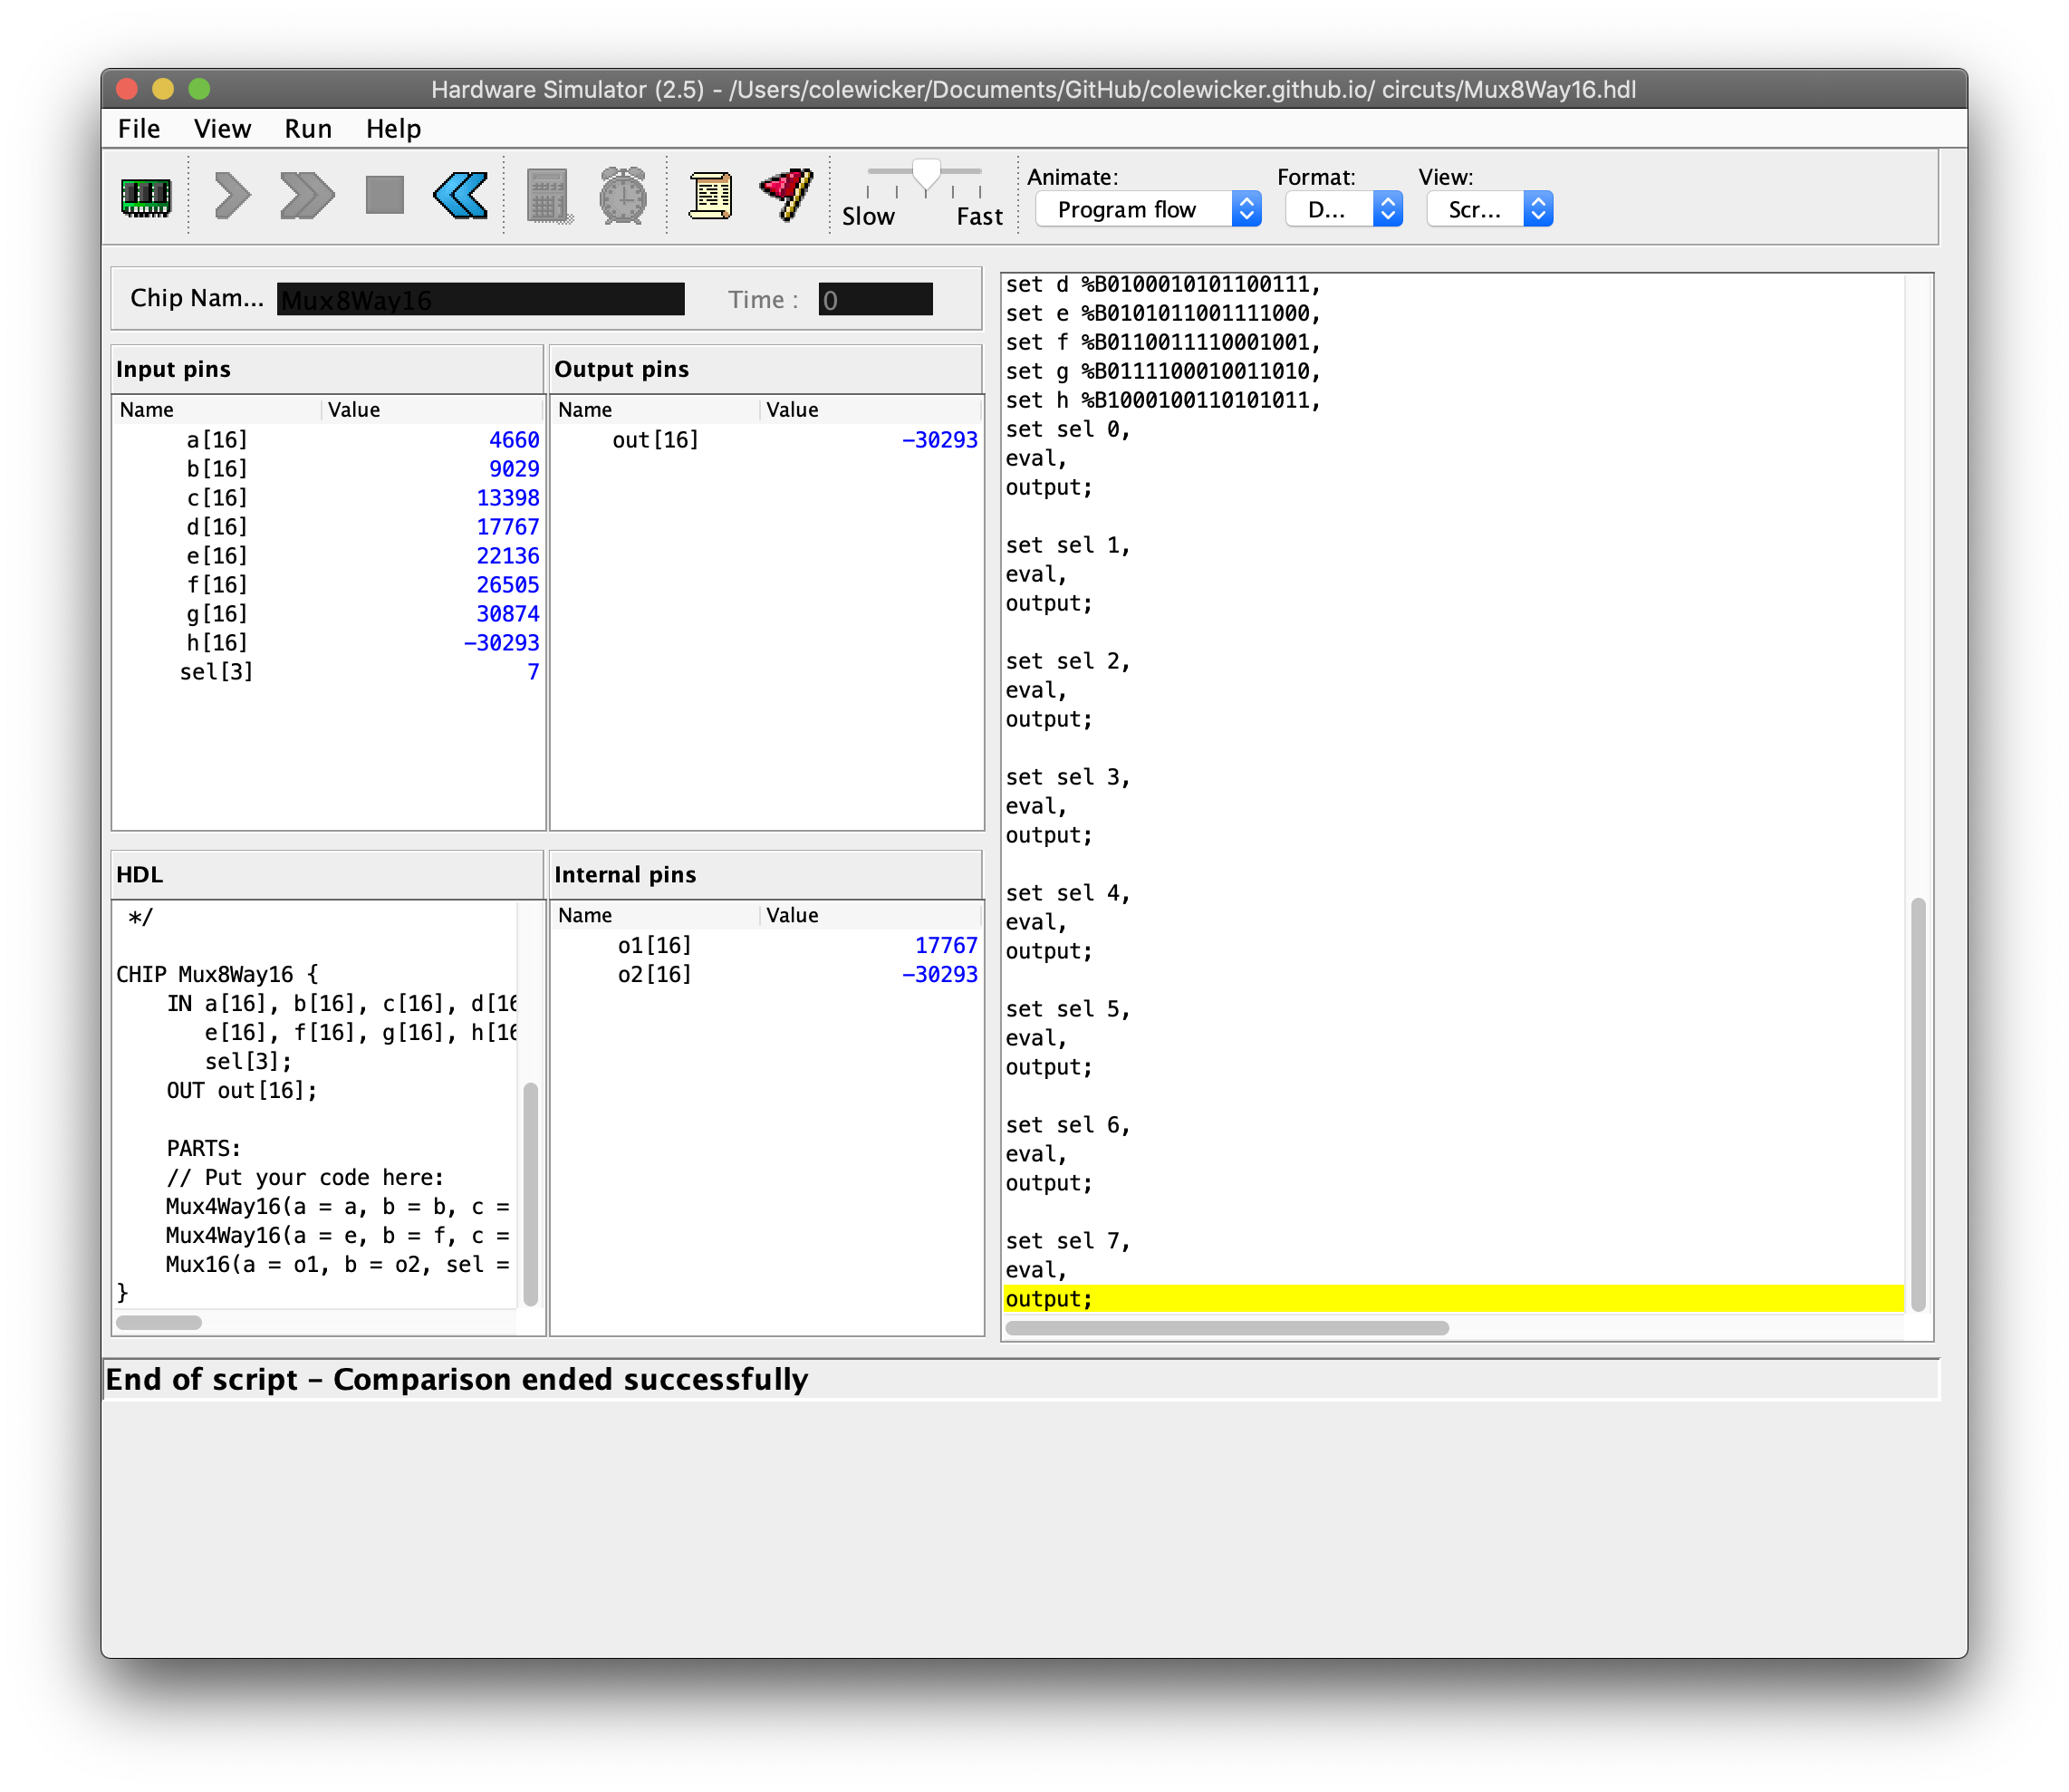 Hardware Simulator (2.5) - /Users/colewicker/Documents/GitHub/colewicker.github.io/ circuts/Mux8Way16.hdl
File View Run Help
Slow Fast
Animate: Format: View:
Program flow D... Scr...
Chip Nam... Mux8Way16 Time : 0
Input pins
Name Value
a[16] 4660
b[16] 9029
c[16] 13398
d[16] 17767
e[16] 22136
f[16] 26505
g[16] 30874
h[16] -30293
sel[3] 7
Output pins
Name Value
out[16] -30293
HDL
*/
CHIP Mux8Way16 {
IN a[16], b[16], c[16], d[16
e[16], f[16], g[16], h[16
sel[3];
OUT out[16];
PARTS:
// Put your code here:
Mux4Way16(a = a, b = b, c =
Mux4Way16(a = e, b = f, c =
Mux16(a = o1, b = o2, sel =
}
Internal pins
Name Value
o1[16] 17767
o2[16] -30293
set d %B0100010101100111,
set e %B0101011001111000,
set f %B0110011110001001,
set g %B0111100010011010,
set h %B1000100110101011,
set sel 0,
eval,
output;
set sel 1,
eval,
output;
set sel 2,
eval,
output;
set sel 3,
eval,
output;
set sel 4,
eval,
output;
set sel 5,
eval,
output;
set sel 6,
eval,
output;
set sel 7,
eval,
output;
End of script - Comparison ended successfully